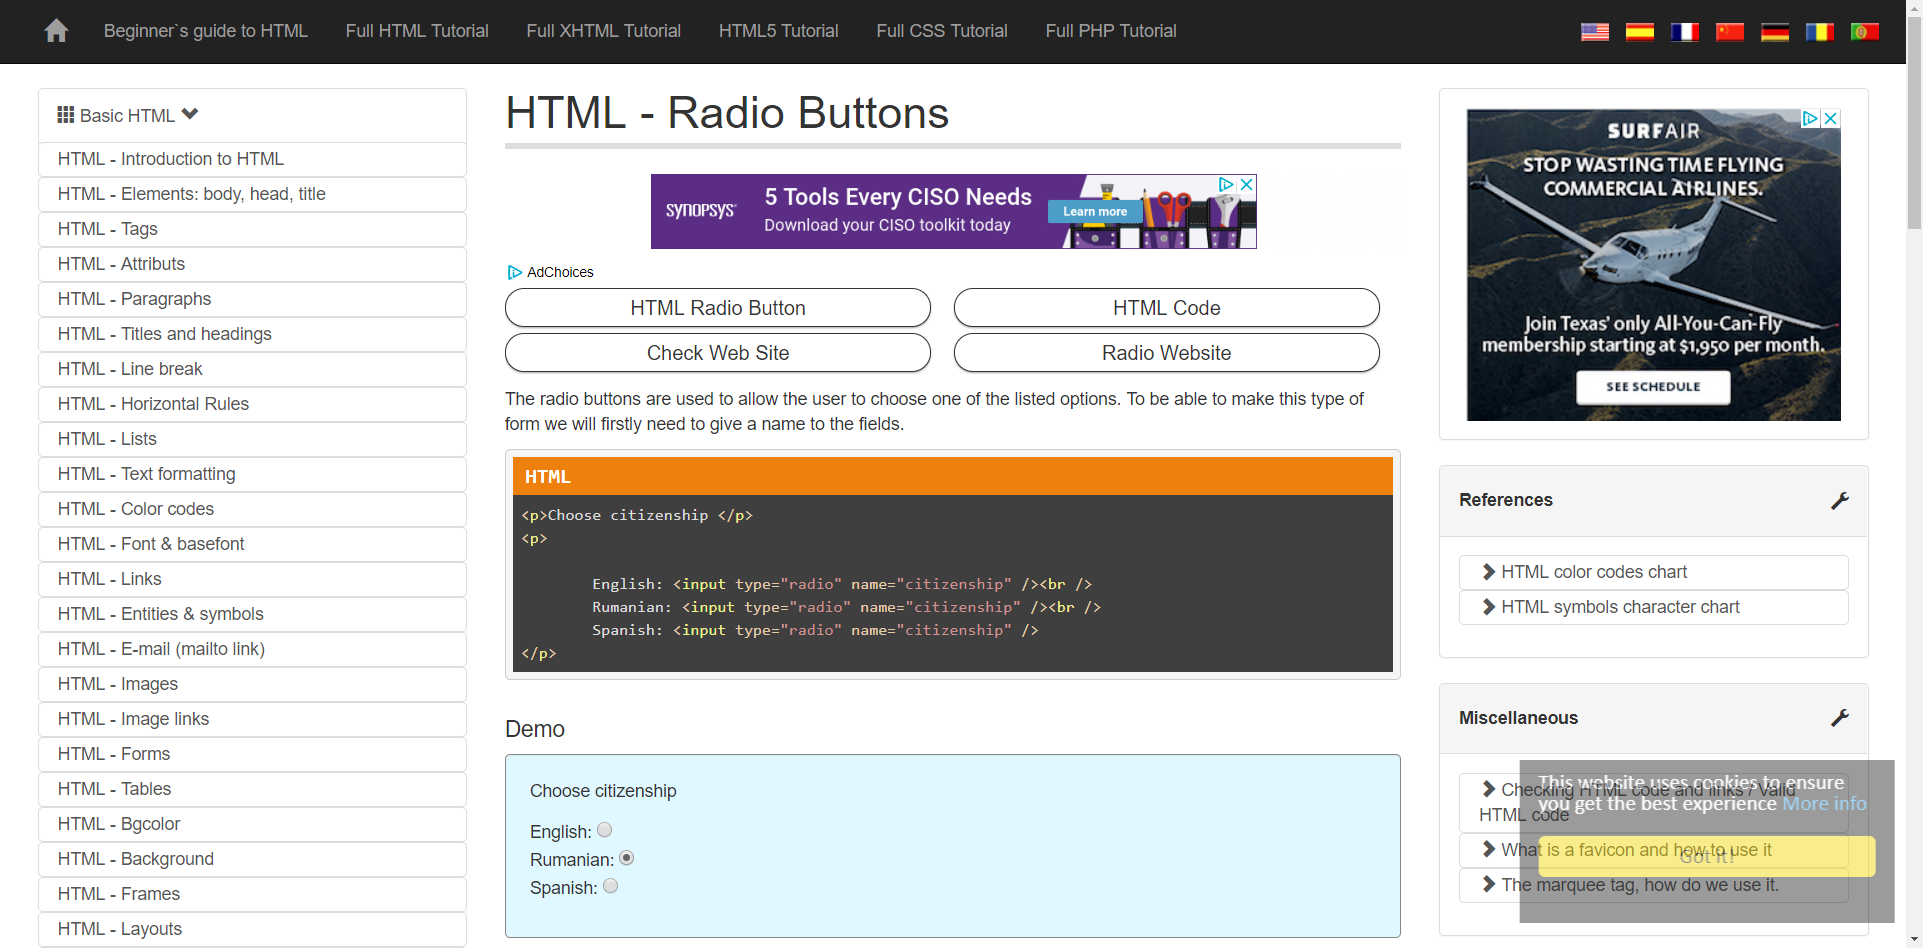 Beginner`s guide to HTML
Full HTML Tutorial
Full XHTML Tutorial
HTML5 Tutorial
Full CSS Tutorial
Full PHP Tutorial
Basic HTML
HTML - Introduction to HTML
HTML - Elements: body, head, title
HTML - Tags
HTML - Attributs
HTML - Paragraphs
HTML - Titles and headings
HTML - Line break
HTML - Horizontal Rules
HTML - Lists
HTML - Text formatting
HTML - Color codes
HTML - Font & basefont
HTML - Links
HTML - Entities & symbols
HTML - E-mail (mailto link)
HTML - Images
HTML - Image links
HTML - Forms
HTML - Tables
HTML - Bgcolor
HTML - Background
HTML - Frames
HTML - Layouts
HTML - Radio Buttons
SYNOPSYS
5 Tools Every CISO Needs
Download your CISO toolkit today
Learn more
AdChoices
HTML Radio Button
HTML Code
Check Web Site
Radio Website
The radio buttons are used to allow the user to choose one of the listed options. To be able to make this type of
form we will firstly need to give a name to the fields.
HTML
<p>Choose citizenship </p>
<p>
English: <input type="radio" name="citizenship" /><br />
Rumanian: <input type="radio" name="citizenship" /><br />
Spanish: <input type="radio" name="citizenship" />
</p>
Demo
Choose citizenship
English:
Rumanian:
Spanish:
SURFAIR
STOP WASTING TIME FLYING
COMMERCIAL AIRLINES.
Join Texas' only All-You-Can-Fly
membership starting at $1,950 per month.
SEE SCHEDULE
References
HTML color codes chart
HTML symbols character chart
Miscellaneous
Checking HTML code and links / Valid
HTML code
What is a favicon and how to use it
The marquee tag, how do we use it.
This website uses cookies to ensure
you get the best experience More info
Got it!